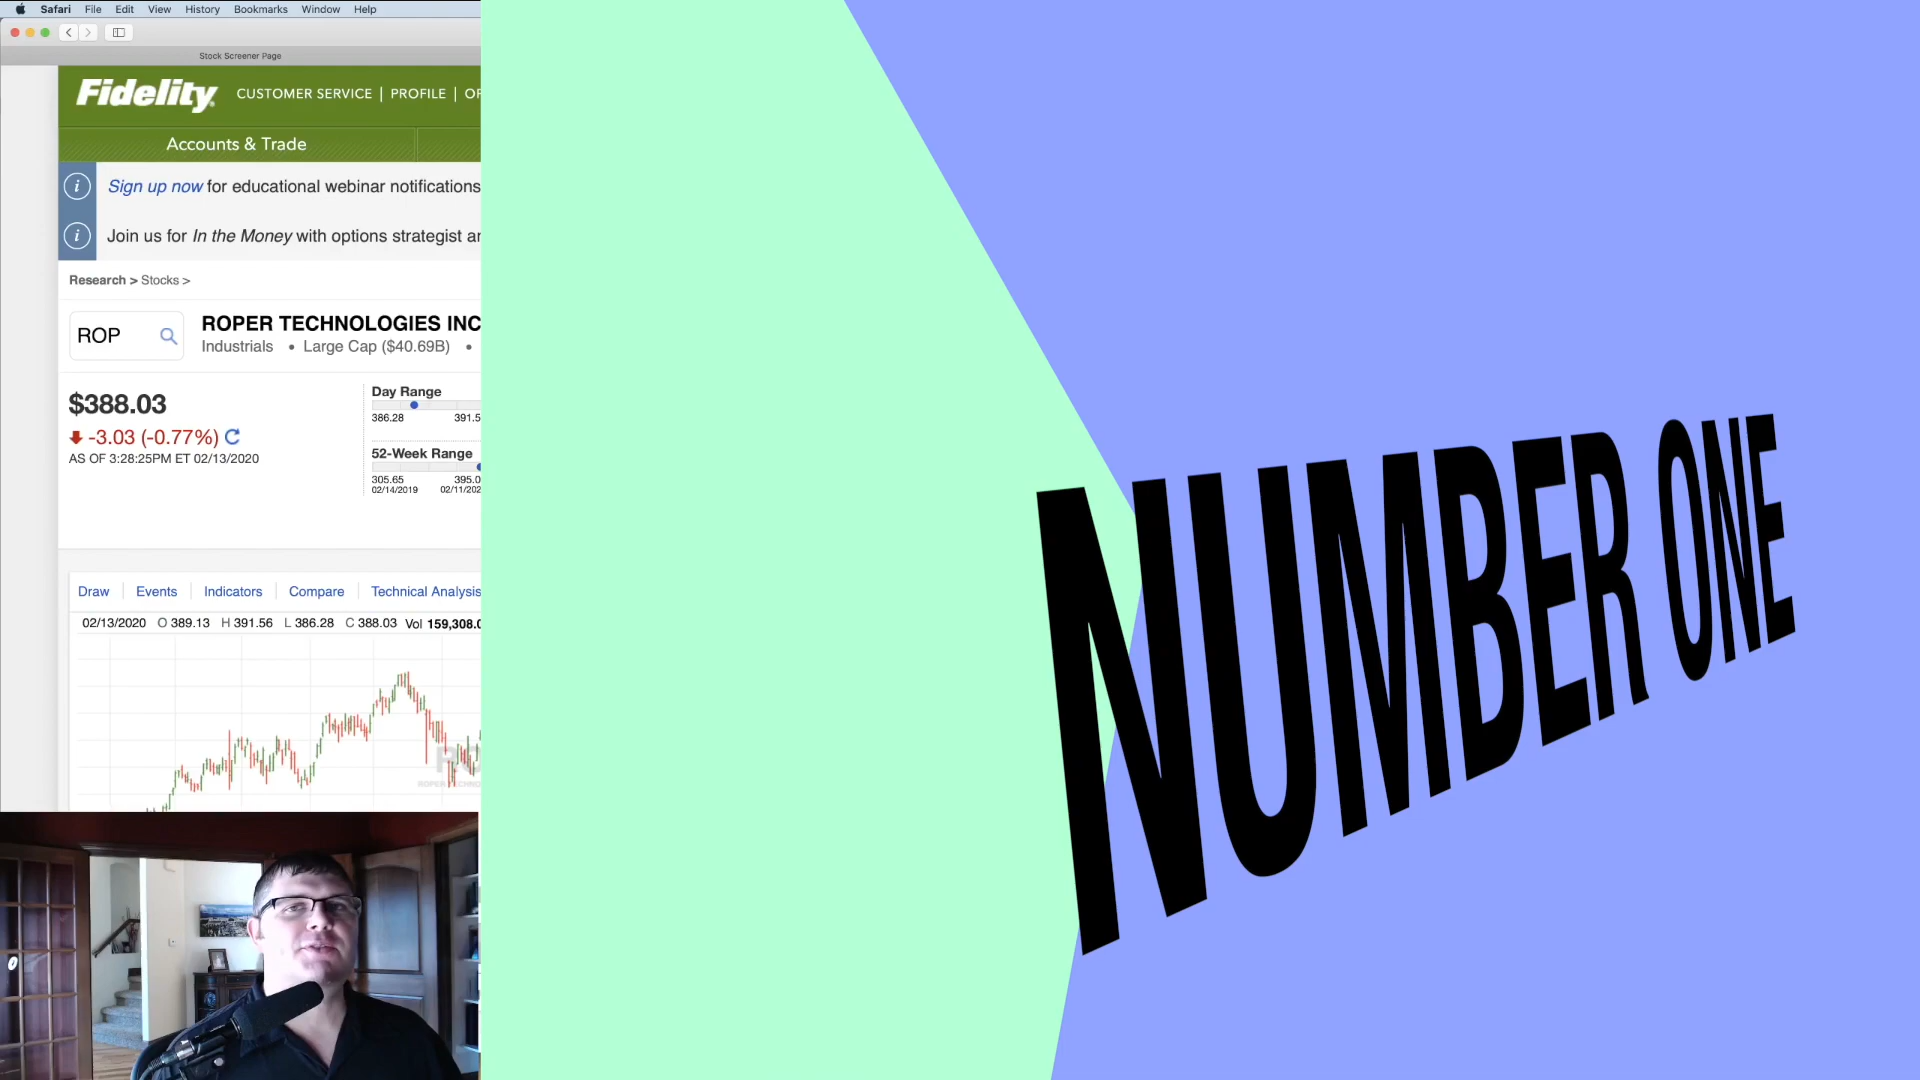 Safari File Edit View History Bookmarks Window Help
Stock Screener Page
Fidelity CUSTOMER SERVICE | PROFILE |
Accounts & Trade
Sign up now for educational webinar notifications
Join us for In the Money with options strategist
Research > Stocks >
ROP
ROPER TECHNOLOGIES INC
Industrials • Large Cap ($40.69B) •
$388.03
-3.03 (-0.77%)
AS OF 3:28:25PM ET 02/13/2020
Day Range
386.28
52-Week Range
305.65
02/14/2019
Draw Events Indicators Compare Technical Analysis
02/13/2020 O 389.13 H 391.56 L 386.28 C 388.03 Vol 159,308.0
NUMBER ONE